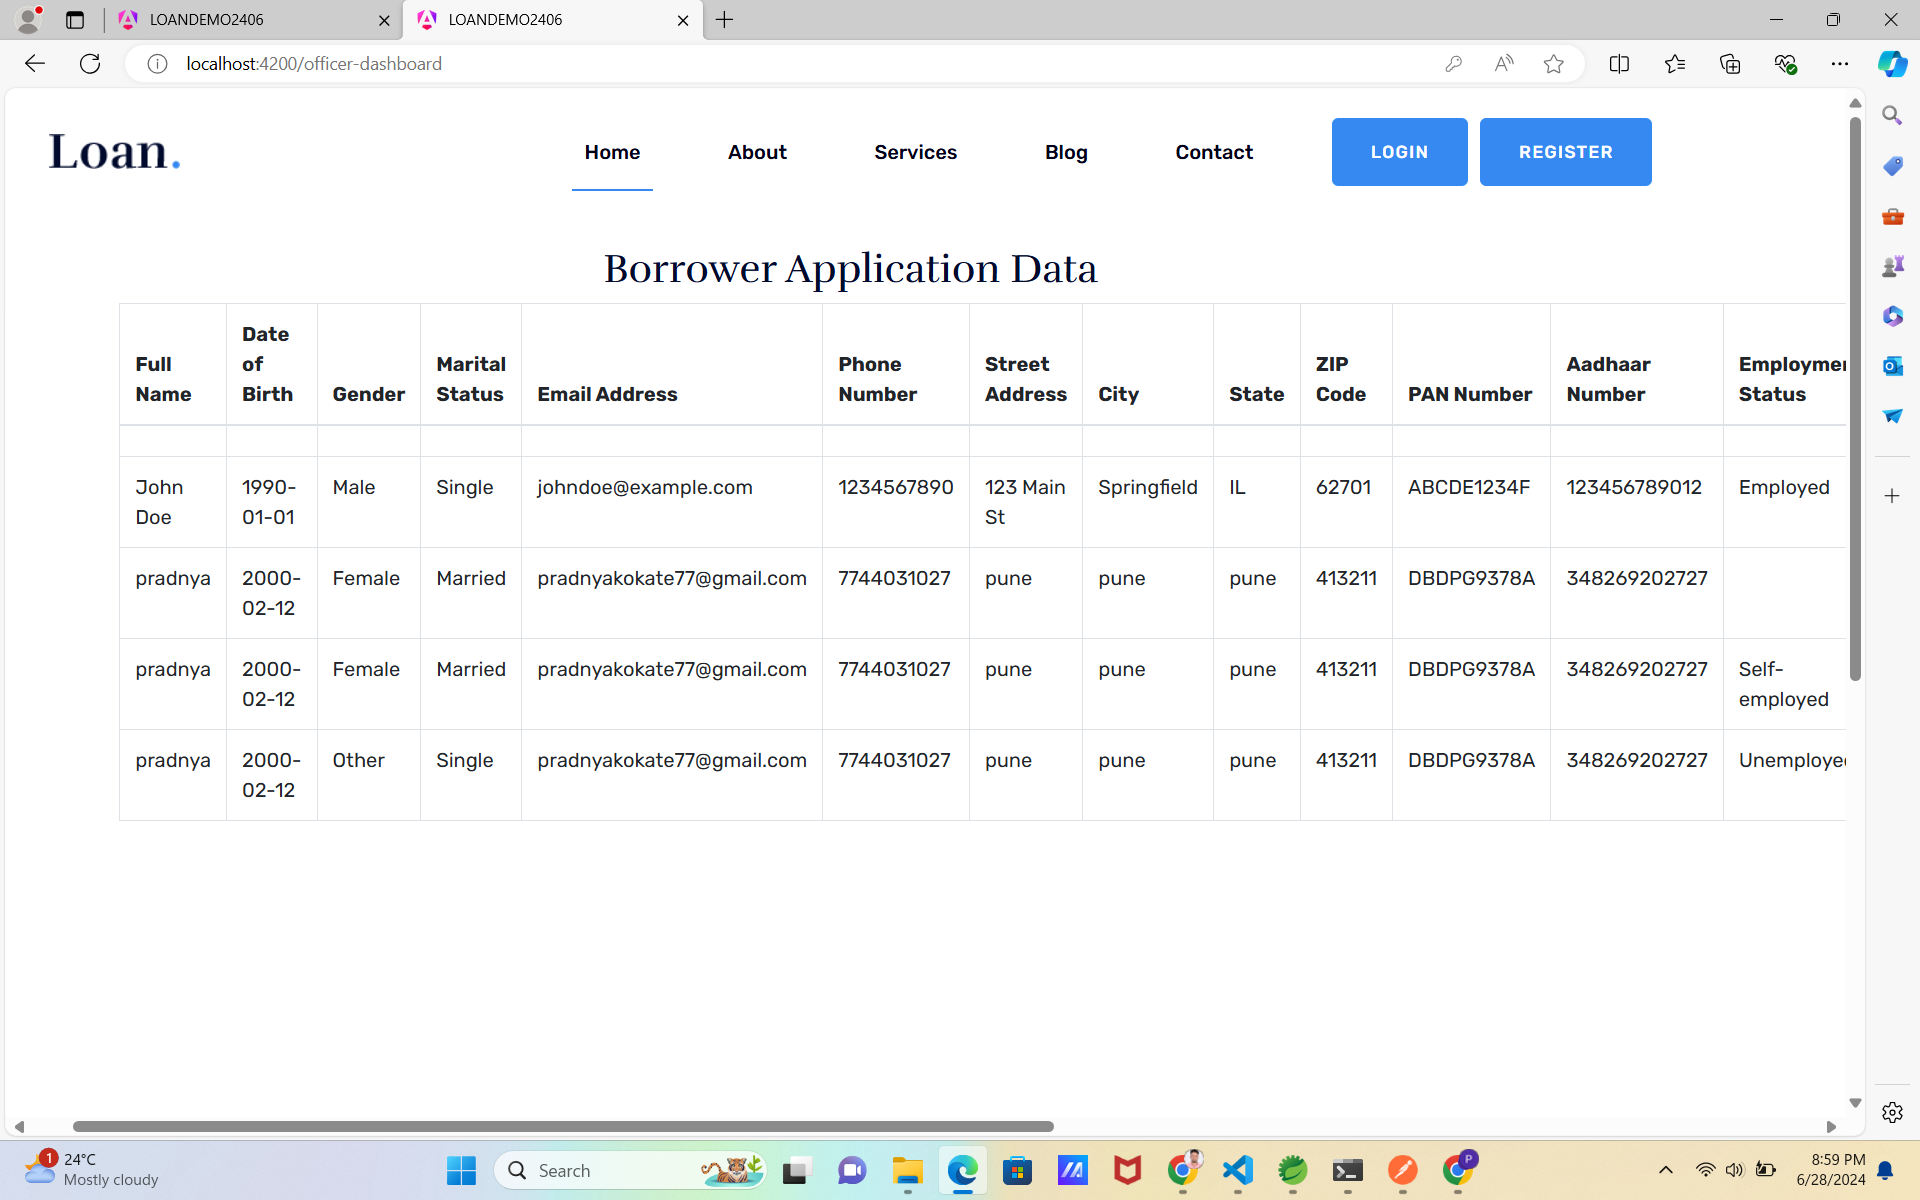 LOANDEMO2406
LOANDEMO2406
localhost:4200/officer-dashboard
Loan.
Home About Services Blog Contact LOGIN REGISTER
Borrower Application Data
Full Name Date of Birth Gender Marital Status Email Address Phone Number Street Address City State ZIP Code PAN Number Aadhaar Number Employmen Status
John Doe 1990-01-01 Male Single johndoe@example.com 1234567890 123 Main St Springfield IL 62701 ABCDE1234F 123456789012 Employed
pradnya 2000-02-12 Female Married pradnyakokate77@gmail.com 7744031027 pune pune pune 413211 DBDPG9378A 348269202727
pradnya 2000-02-12 Female Married pradnyakokate77@gmail.com 7744031027 pune pune pune 413211 DBDPG9378A 348269202727 Self-employed
pradnya 2000-02-12 Other Single pradnyakokate77@gmail.com 7744031027 pune pune pune 413211 DBDPG9378A 348269202727 Unemploye
1
24°C
Mostly cloudy
Search
P
8:59 PM
6/28/2024